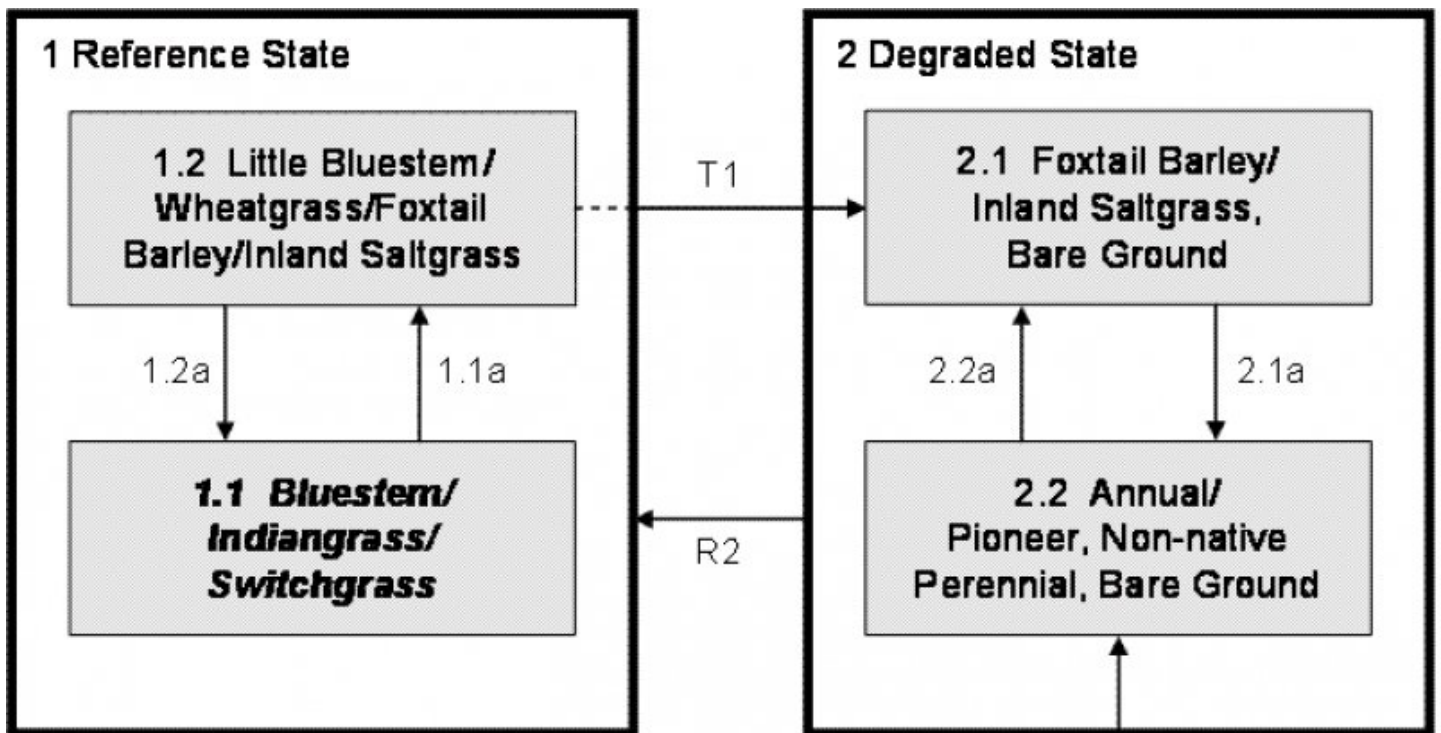 1 Reference State
1.2 Little Bluestem/
Wheatgrass/Foxtail
Barley/Inland Saltgrass
1.2a
1.1a
1.1 Bluestem/
Indiangrass/
Switchgrass
T1
R2
2 Degraded State
2.1 Foxtail Barley/
Inland Saltgrass,
Bare Ground
2.2a
2.1a
2.2 Annual/
Pioneer, Non-native
Perennial, Bare Ground